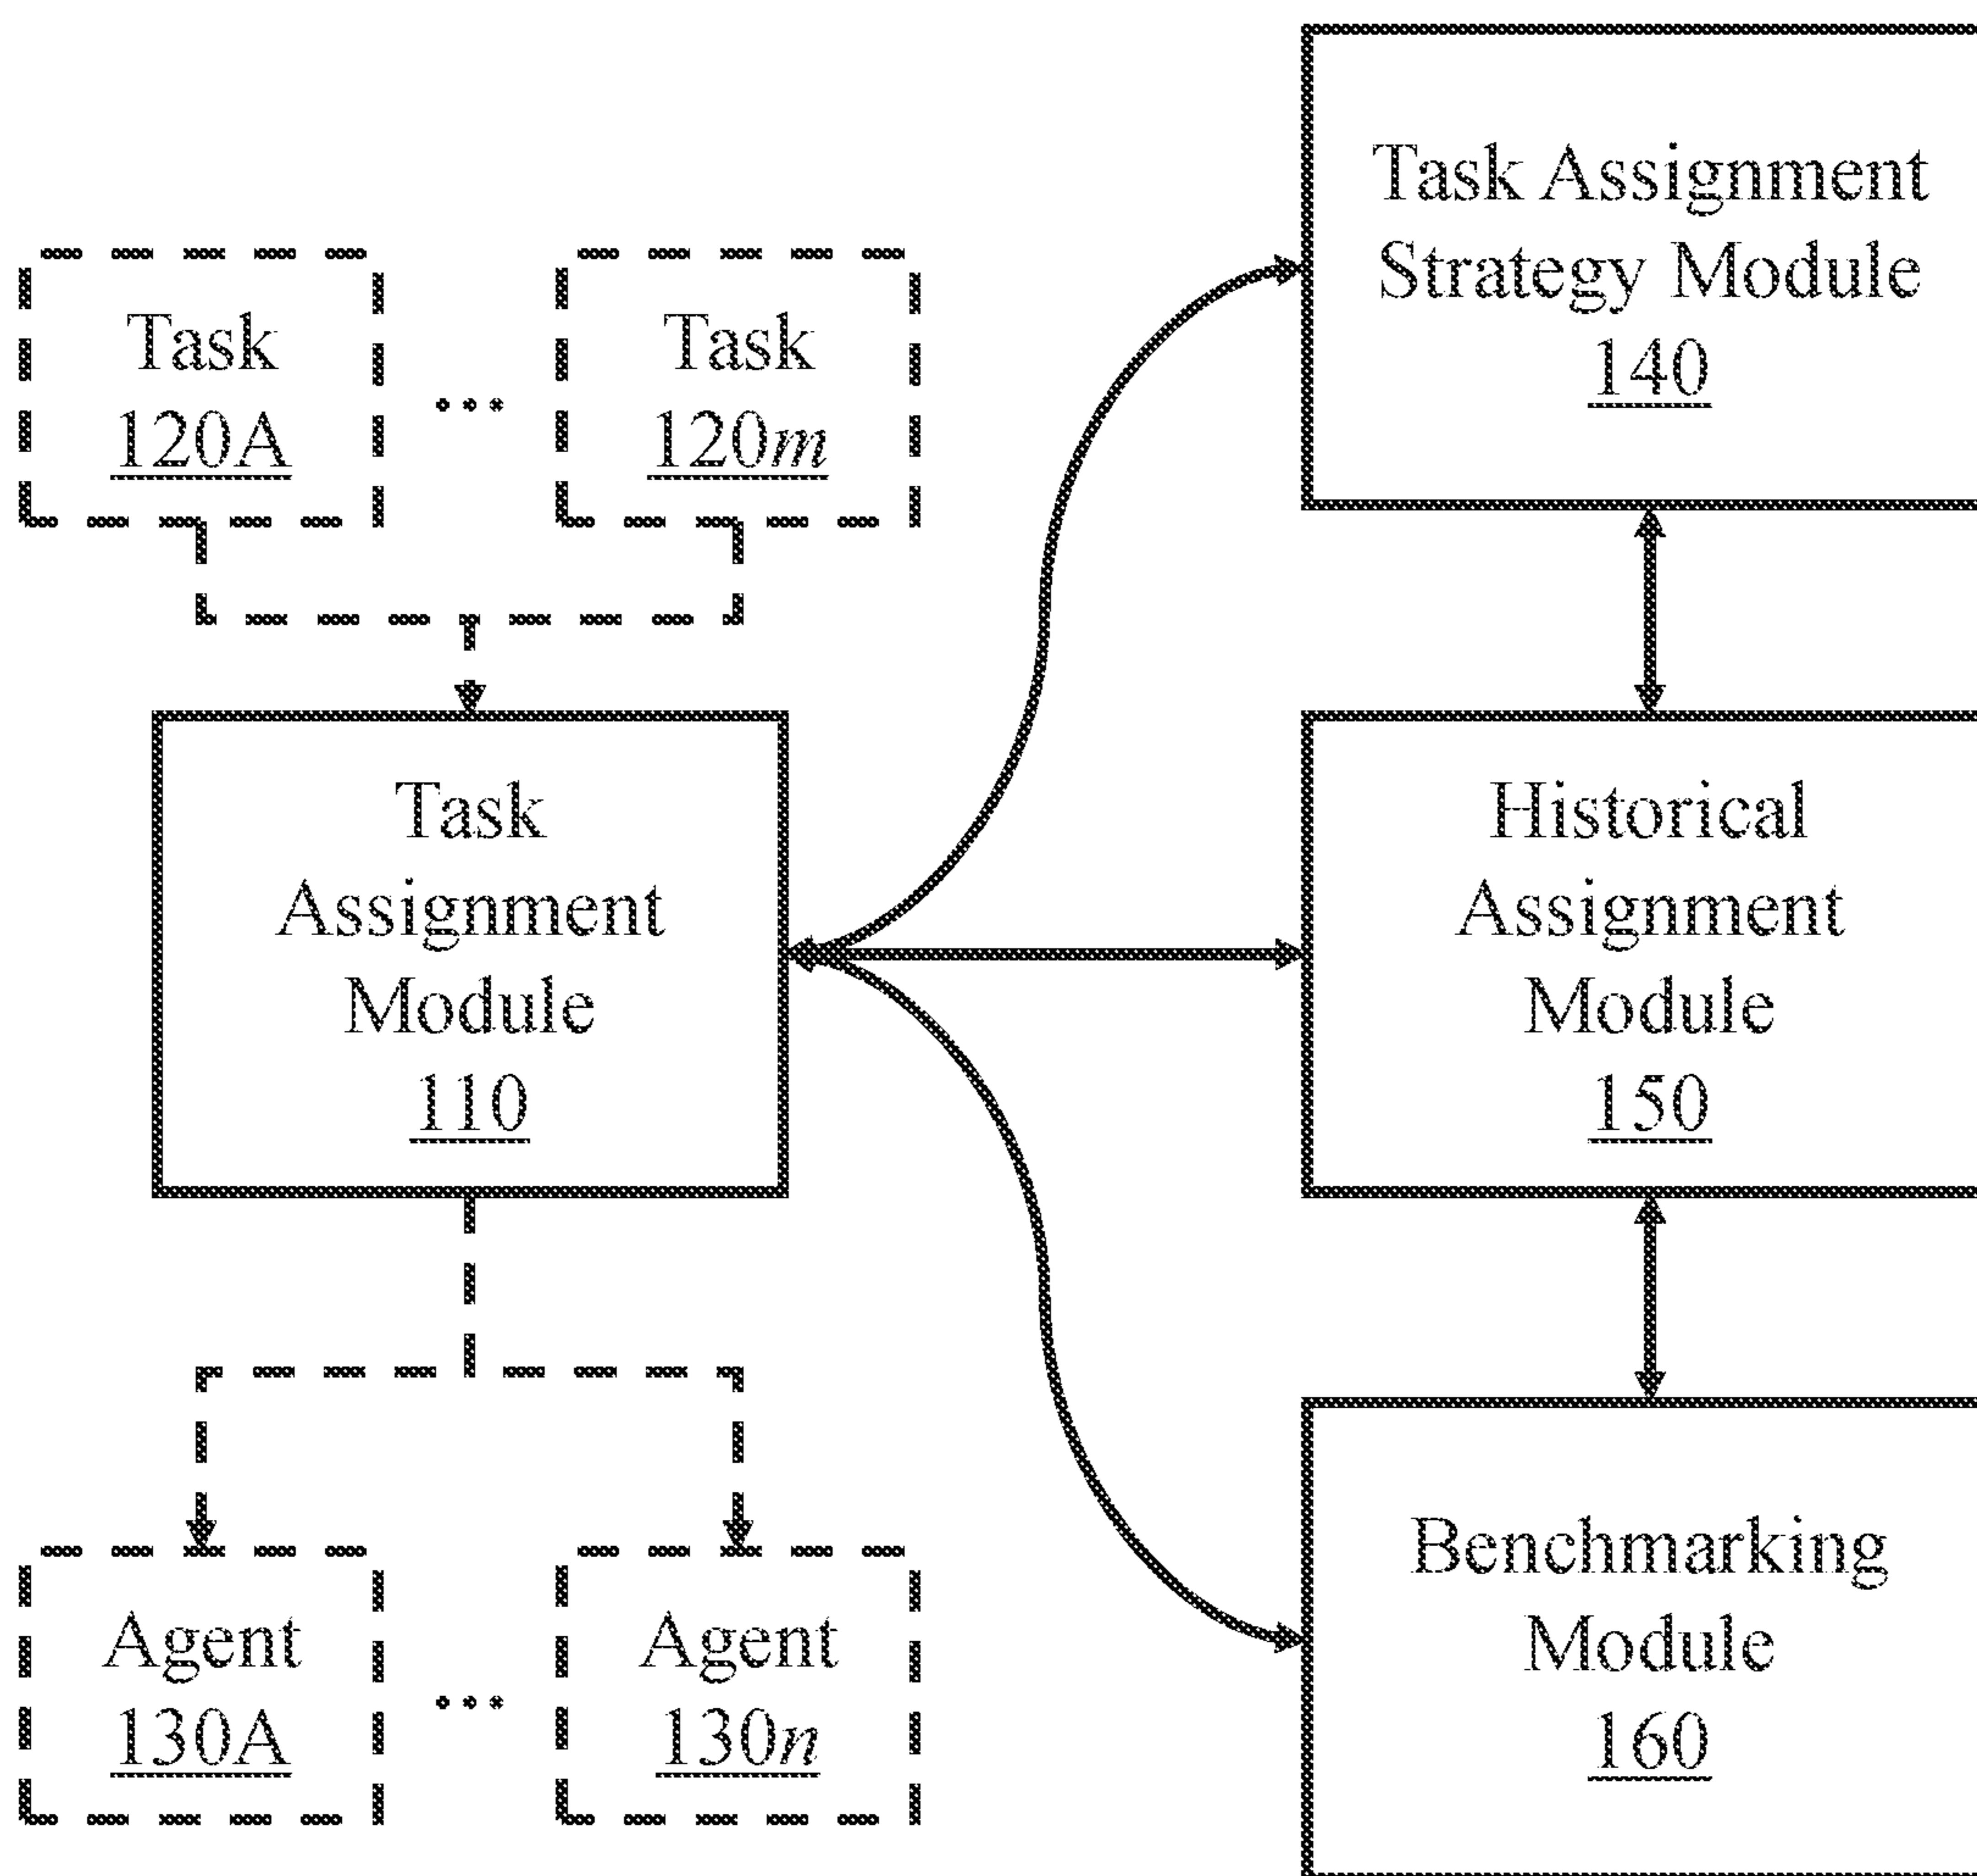 Task Assignment
Strategy Module
140
Task
120A
...
Task
120m
Task
Assignment
Module
110
Historical
Assignment
Module
150
Agent
130A
...
Agent
130n
Benchmarking
Module
160